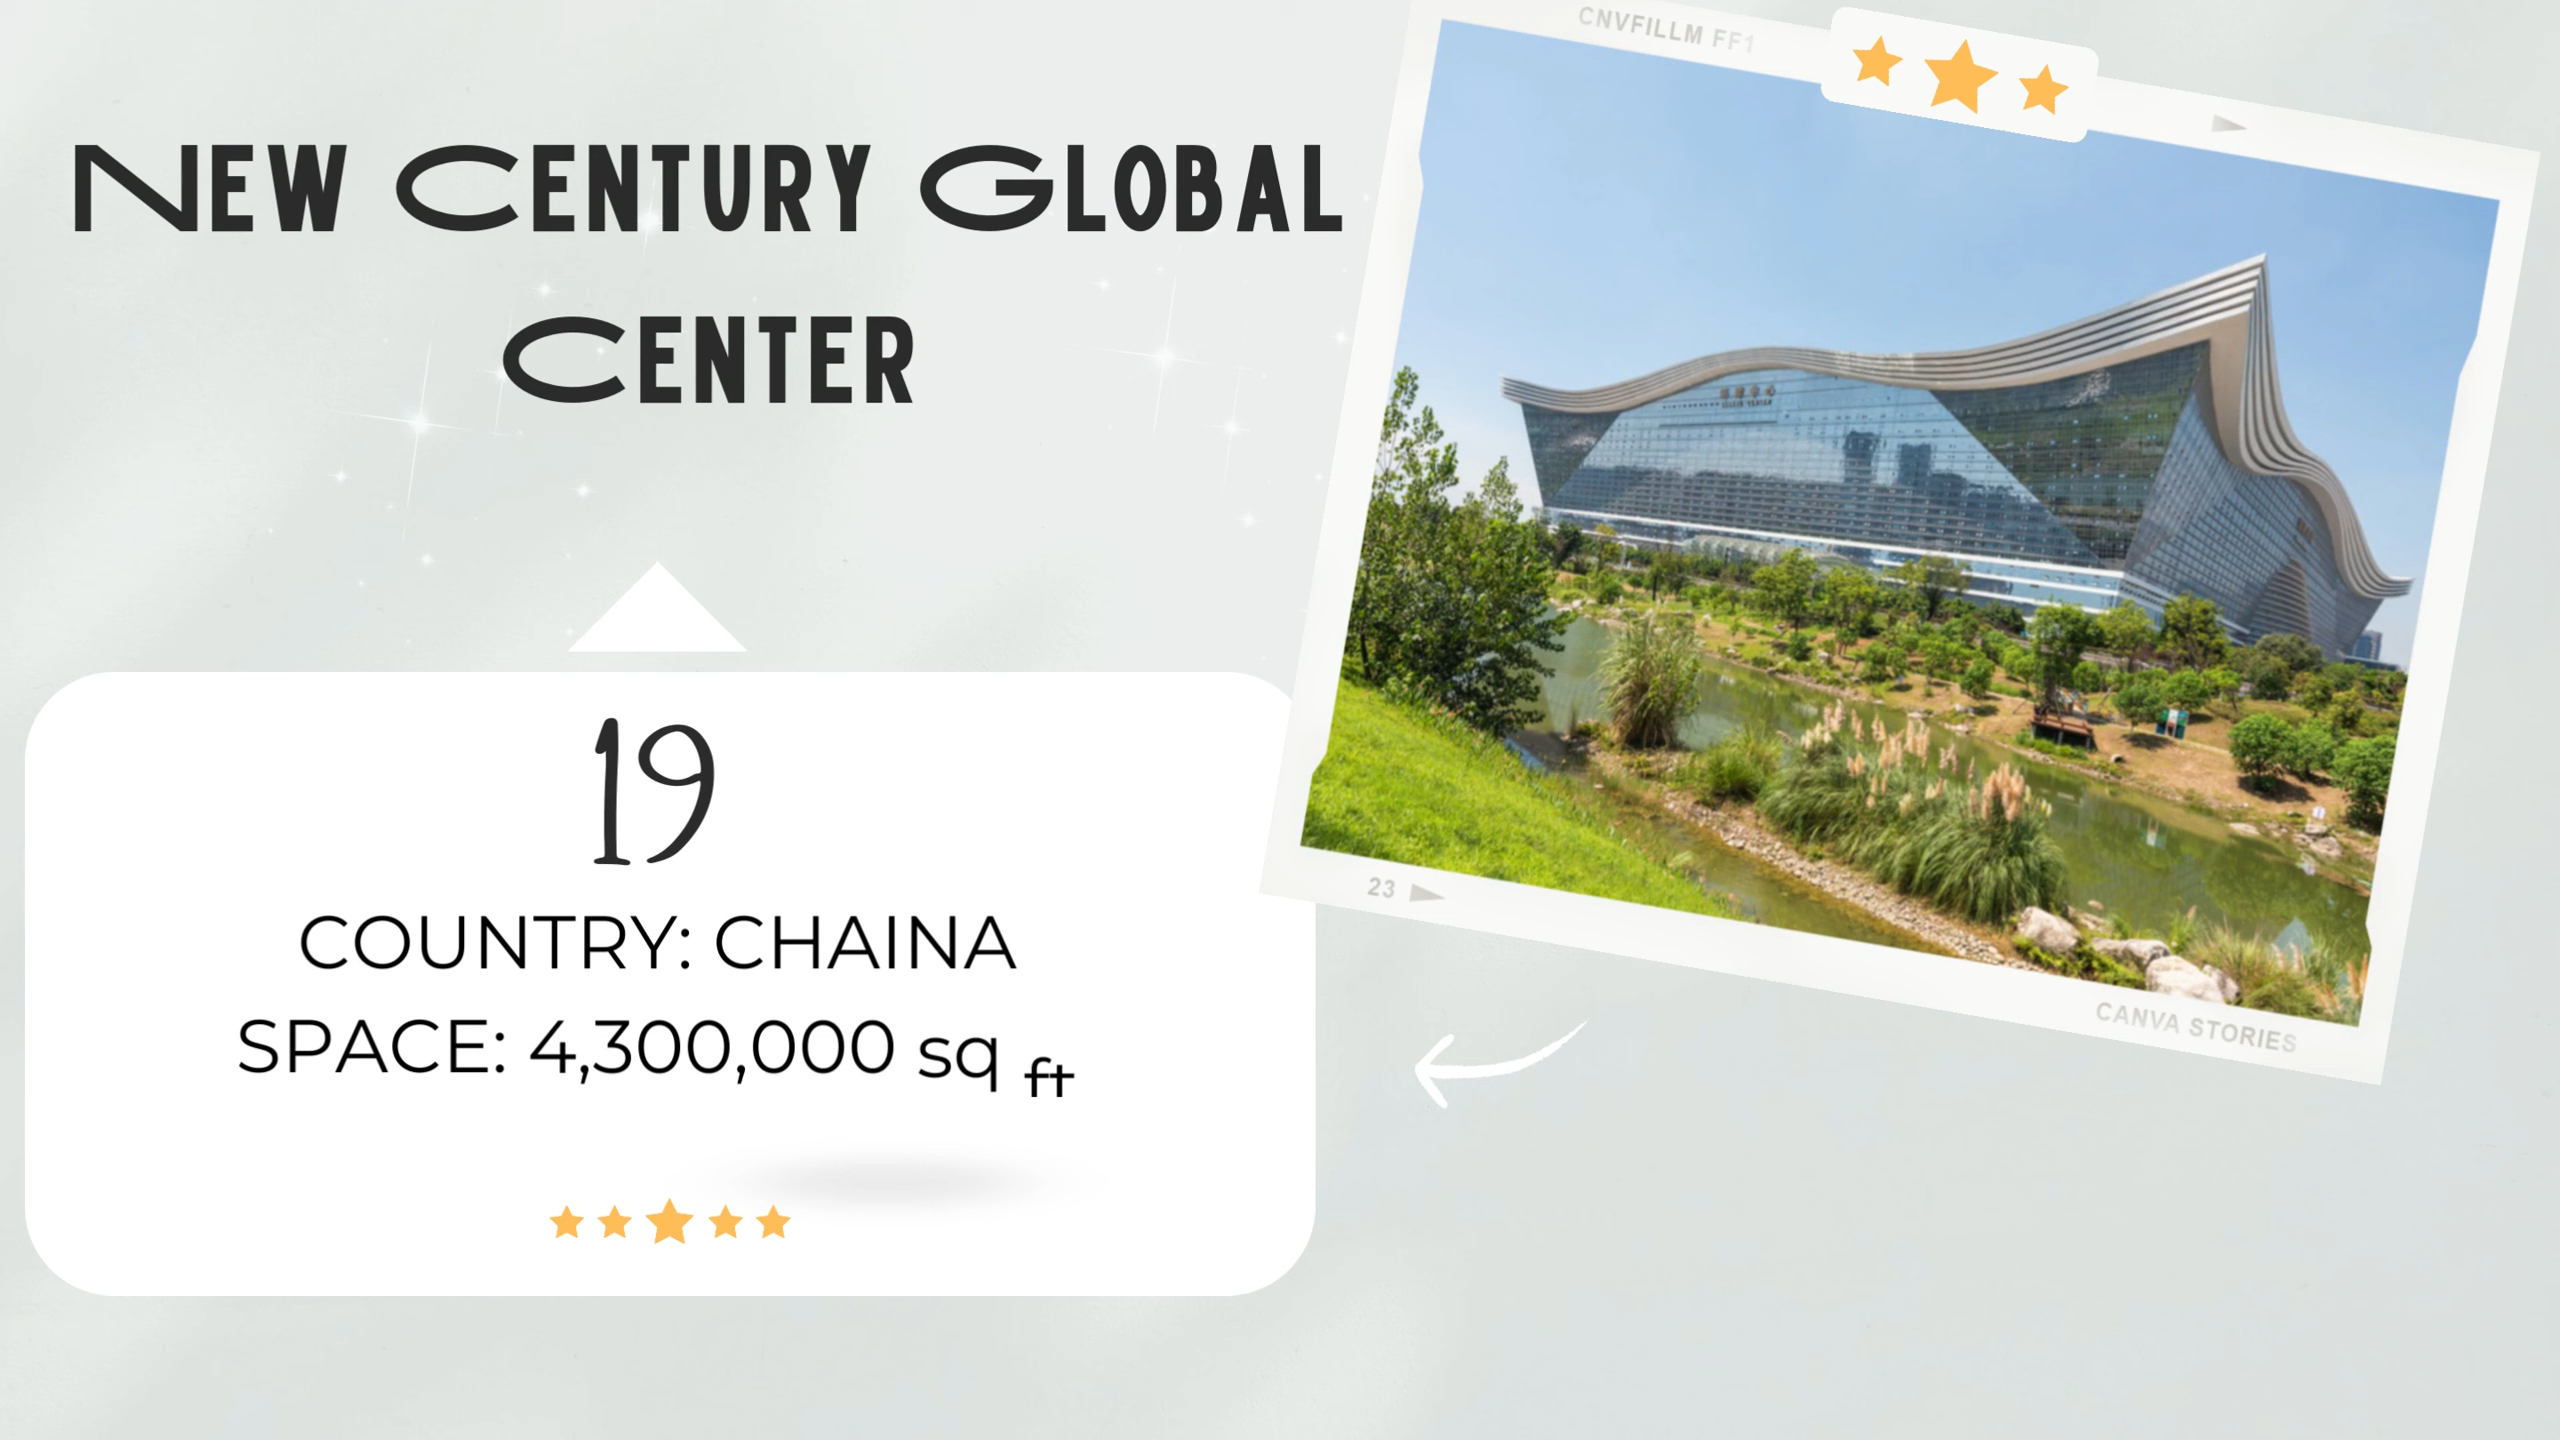 CNVFILLM FF1
New Century Global
Center
19
COUNTRY: CHAINA
SPACE: 4,300,000 sq ft
23
CANVA STORIES